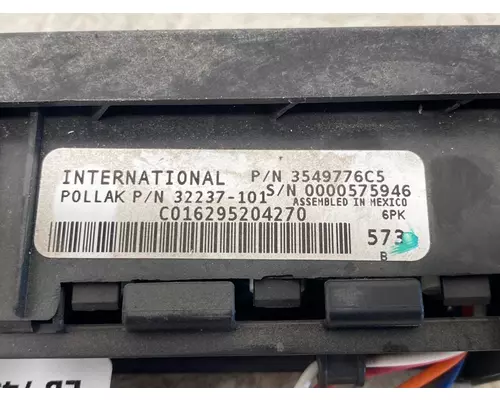 INTERNATIONAL P/N 3549776C5
POLLAK P/N 32237-101 S/N 0000575946
ASSEMBLED IN MEXICO
C016295204270 6PK
573
B